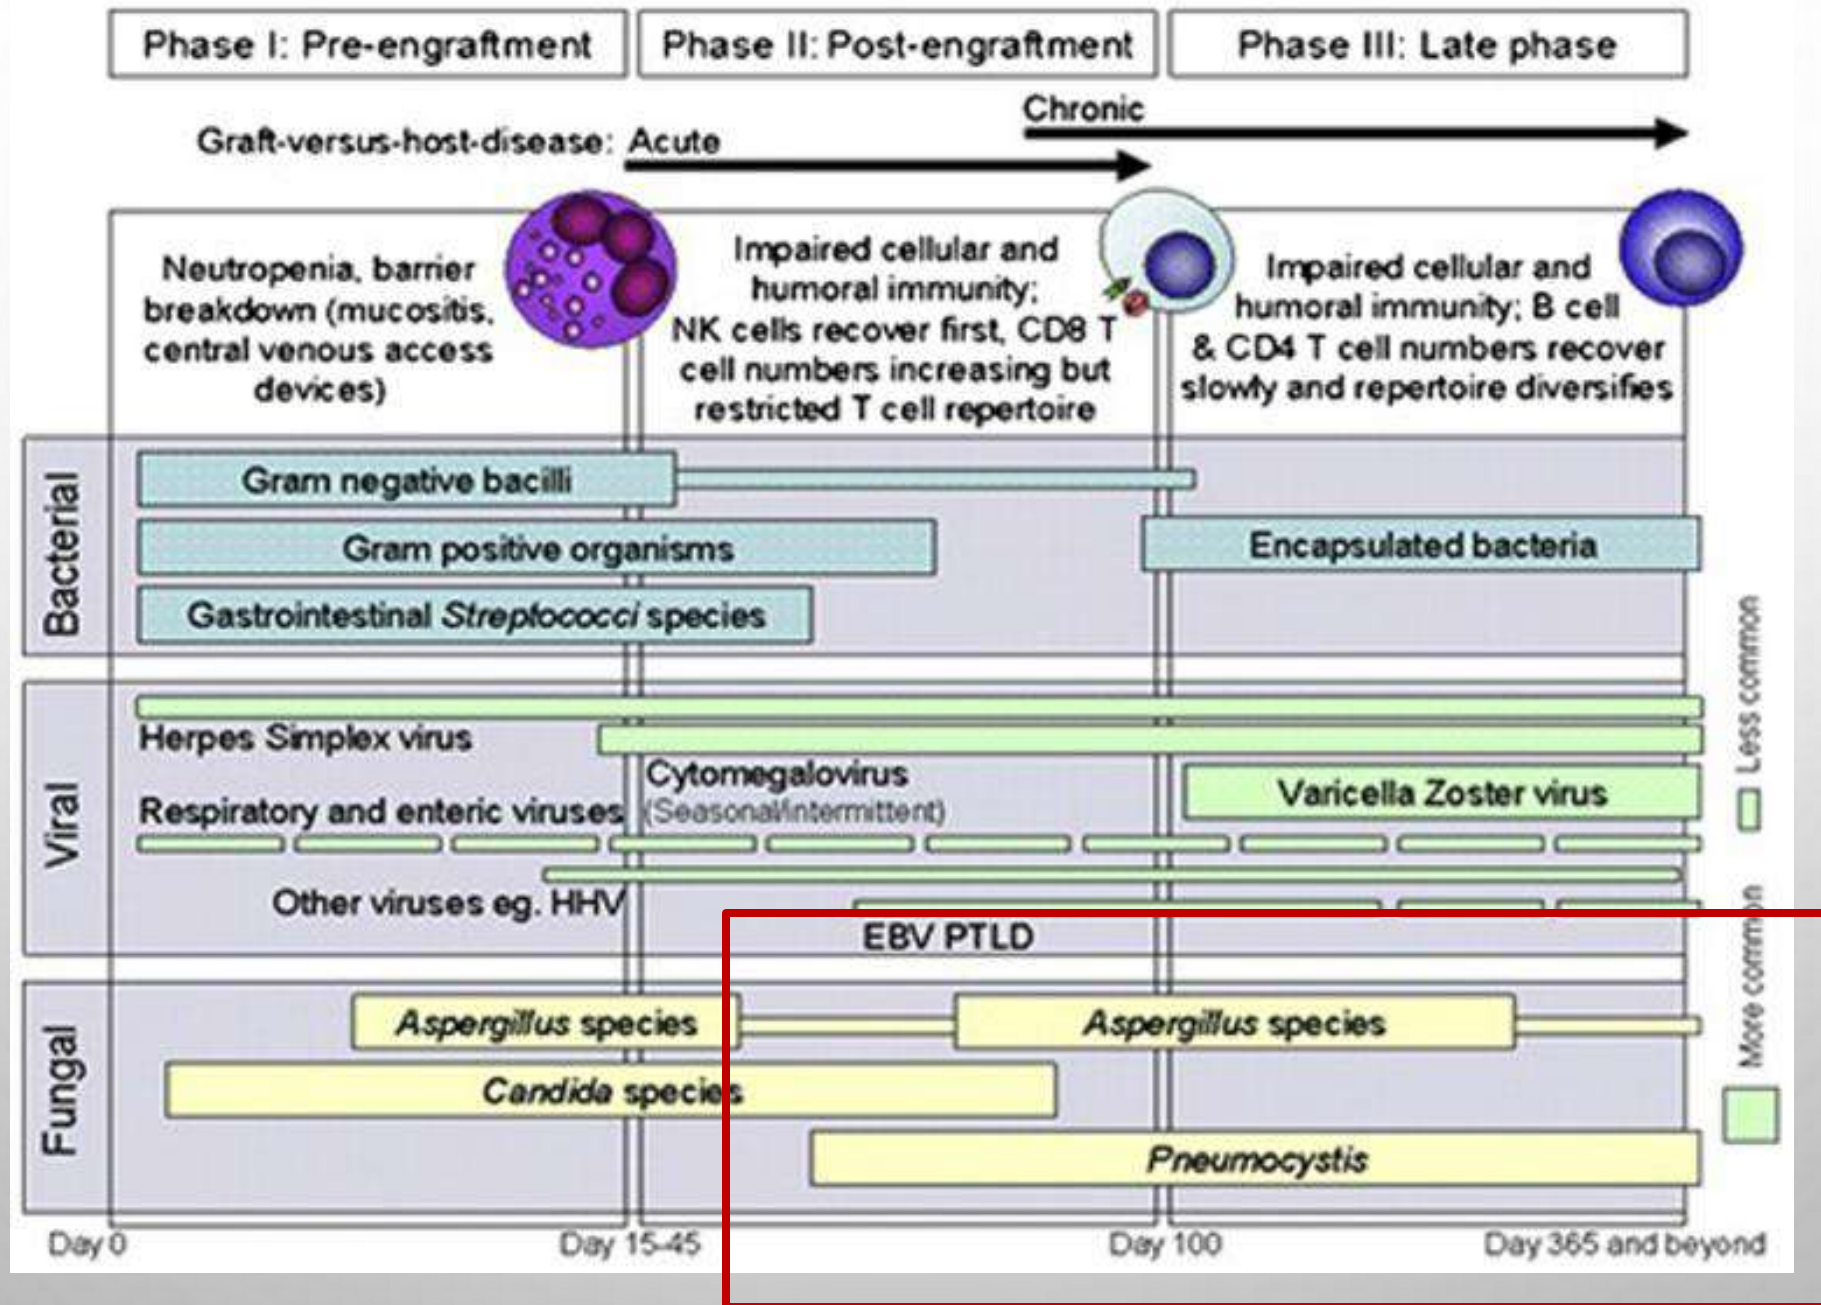 Phase I: Pre-engraftment
Phase II: Post-engraftment
Phase III: Late phase
Chronic
Graft-versus-host-disease: Acute
Neutropenia, barrier
breakdown (mucositis,
central venous access
devices)
Impaired cellular and
humoral immunity;
NK cells recover first, CD8 T
cell numbers increasing but
restricted T cell repertoire
Impaired cellular and
humoral immunity; B cell
& CD4 T cell numbers recover
slowly and repertoire diversifies
Bacterial
Gram negative bacilli
Gram positive organisms
Encapsulated bacteria
Gastrointestinal Streptococci species
Viral
Herpes Simplex virus
Cytomegalovirus
Varicella Zoster virus
Respiratory and enteric viruses (Seasonal/intermittent)
Other viruses eg. HHV
EBV PTLD
Fungal
Aspergillus species
Aspergillus species
Candida species
Pneumocystis
Less common
More common
Day 0
Day 15-45
Day 100
Day 365 and beyond